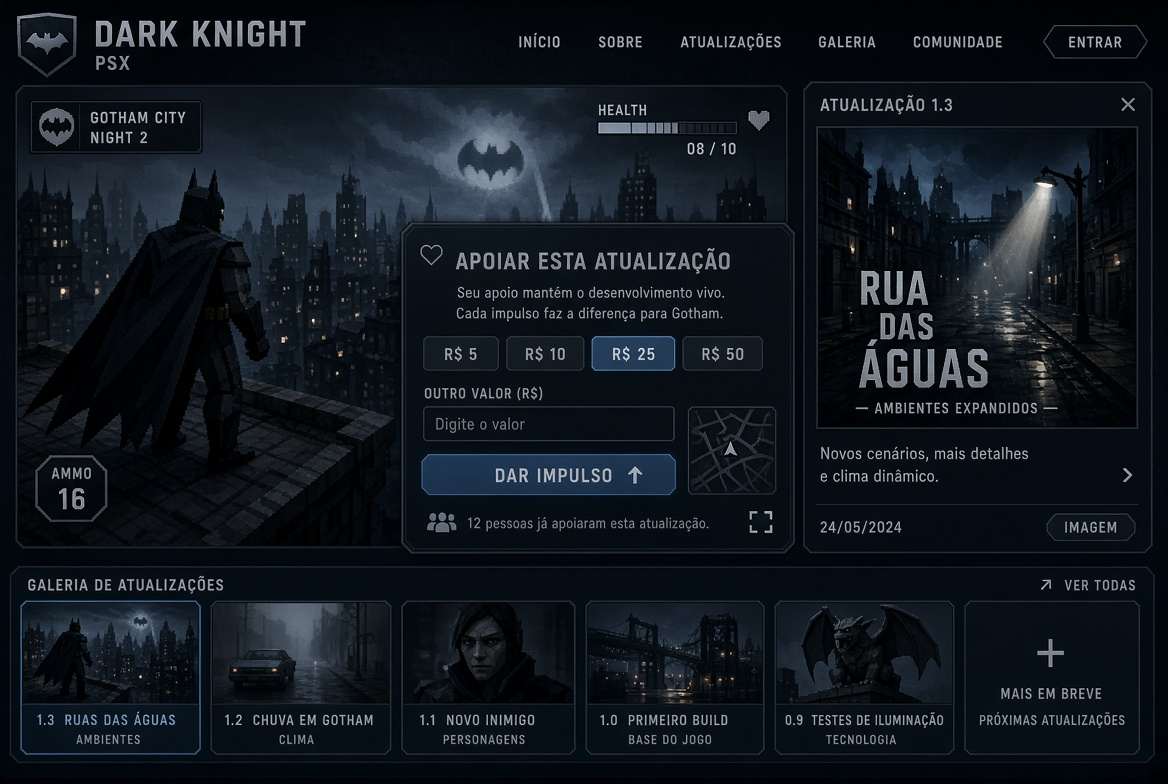 DARK KNIGHT
PSX
INÍCIO
SOBRE
ATUALIZAÇÕES
GALERIA
COMUNIDADE
ENTRAR
GOTHAM CITY
NIGHT 2
HEALTH
08 / 10
AMMO
16
APOIAR ESTA ATUALIZAÇÃO
Seu apoio mantém o desenvolvimento vivo.
Cada impulso faz a diferença para Gotham.
R$ 5
R$ 10
R$ 25
R$ 50
OUTRO VALOR (R$)
Digite o valor
DAR IMPULSO
12 pessoas já apoiaram esta atualização.
ATUALIZAÇÃO 1.3
RUA
DAS
ÁGUAS
— AMBIENTES EXPANDIDOS —
Novos cenários, mais detalhes
e clima dinâmico.
24/05/2024
IMAGEM
GALERIA DE ATUALIZAÇÕES
VER TODAS
1.3 RUAS DAS ÁGUAS
AMBIENTES
1.2 CHUVA EM GOTHAM
CLIMA
1.1 NOVO INIMIGO
PERSONAGENS
1.0 PRIMEIRO BUILD
BASE DO JOGO
0.9 TESTES DE ILUMINAÇÃO
TECNOLOGIA
MAIS EM BREVE
PRÓXIMAS ATUALIZAÇÕES